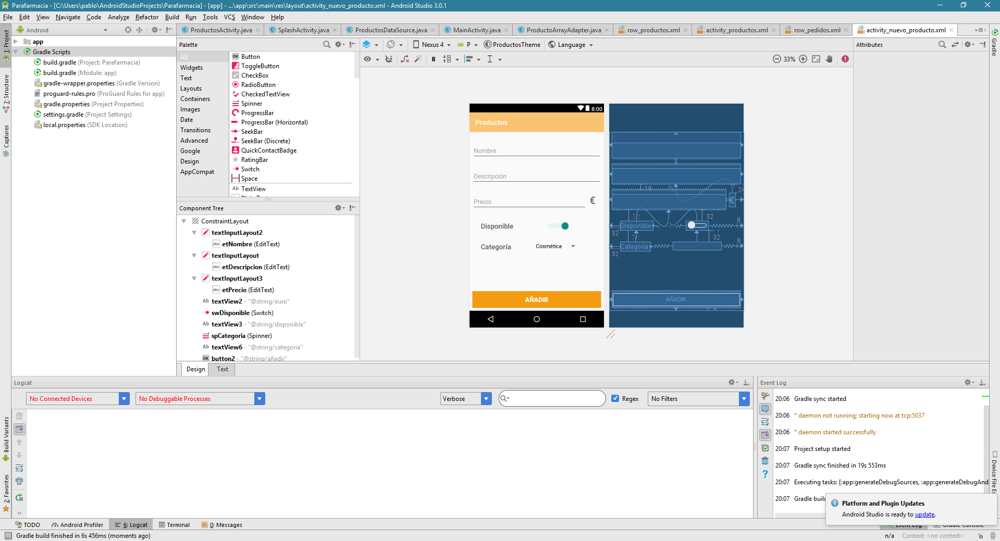 Parafarmacia - [C:\Users\pablo\AndroidStudioProjects\Parafarmacia] - [app] - ...\app\src\main\res\layout\activity_nuevo_producto.xml - Android Studio 3.0.1
File Edit View Navigate Code Analyze Refactor Build Run Tools VCS Window Help
Android
ProductosActivity.java
SplashActivity.java
ProductosDataSource.java
MainActivity.java
ProductoArrayAdapter.java
row_productos.xml
activity_productos.xml
row_pedidos.xml
activity_nuevo_producto.xml
1: Project
7: Structure
Captures
Build Variants
2: Favorites
app
Gradle Scripts
build.gradle (Project: Parafarmacia)
build.gradle (Module: app)
gradle-wrapper.properties (Gradle Version)
proguard-rules.pro (ProGuard Rules for app)
gradle.properties (Project Properties)
settings.gradle (Project Settings)
local.properties (SDK Location)
Palette
All
Widgets
Text
Layouts
Containers
Images
Date
Transitions
Advanced
Google
Design
AppCompat
Button
ToggleButton
CheckBox
RadioButton
CheckedTextView
Spinner
ProgressBar
ProgressBar (Horizontal)
SeekBar
SeekBar (Discrete)
QuickContactBadge
RatingBar
Switch
Space
TextView
Component Tree
ConstraintLayout
textInputLayout2
etNombre (EditText)
textInputLayout
etDescripcion (EditText)
textInputLayout3
etPrecio (EditText)
textView2 - "@string/euro"
swDisponible (Switch)
textView3 - "@string/disponible"
spCategoria (Spinner)
textView6 - "@string/categoria"
button2 - "@string/añadir"
Design Text
Nexus 4 P ProductosTheme Language
8 33%
8:00
Productos
Nombre
Descripción
Precio €
Disponible
Categoría Cosmética
AÑADIR
0
16
€
32
8
Disponible
32
32
8
Categoría
32
AÑADIR
Attributes
Gradle
Logcat
No Connected Devices
No Debuggable Processes
Verbose
Regex
No Filters
Event Log
20:06 Gradle sync started
20:06 * daemon not running; starting now at tcp:5037
20:06 * daemon started successfully
20:07 Project setup started
20:07 Gradle sync finished in 19s 553ms
20:07 Executing tasks: [:app:generateDebugSources, :app:generateDebugAnd
20:07 Gradle build
Platform and Plugin Updates
Android Studio is ready to update.
Device File Ex
TODO Android Profiler 6: Logcat Terminal 0: Messages Event Log Gradle Console
Gradle build finished in 6s 456ms (moments ago)
n/a Context: <no context>